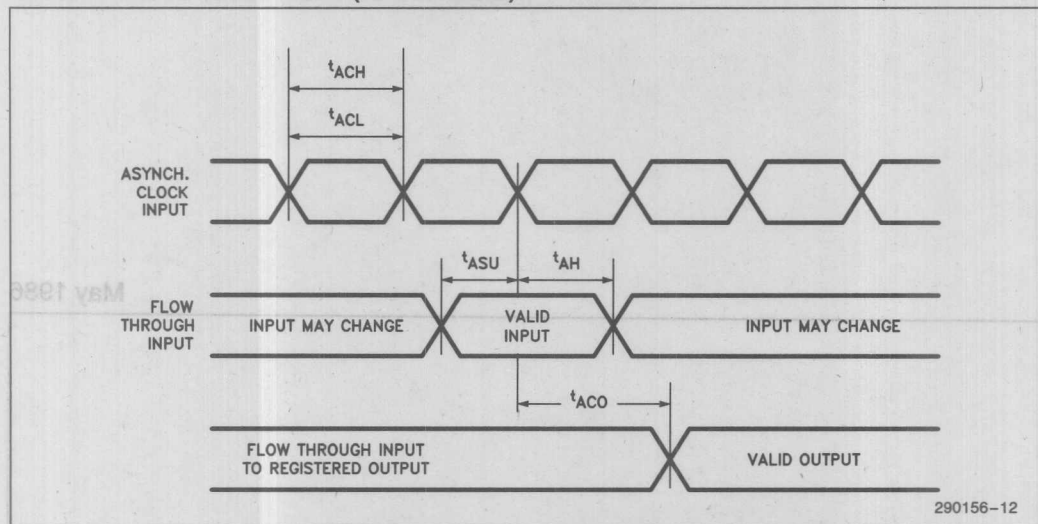 tACH
tACL
ASYNCH.
CLOCK
INPUT
tASU
tAH
May 1986
FLOW
THROUGH
INPUT
INPUT MAY CHANGE
VALID
INPUT
INPUT MAY CHANGE
tACO
FLOW THROUGH INPUT
TO REGISTERED OUTPUT
VALID OUTPUT
290156-12